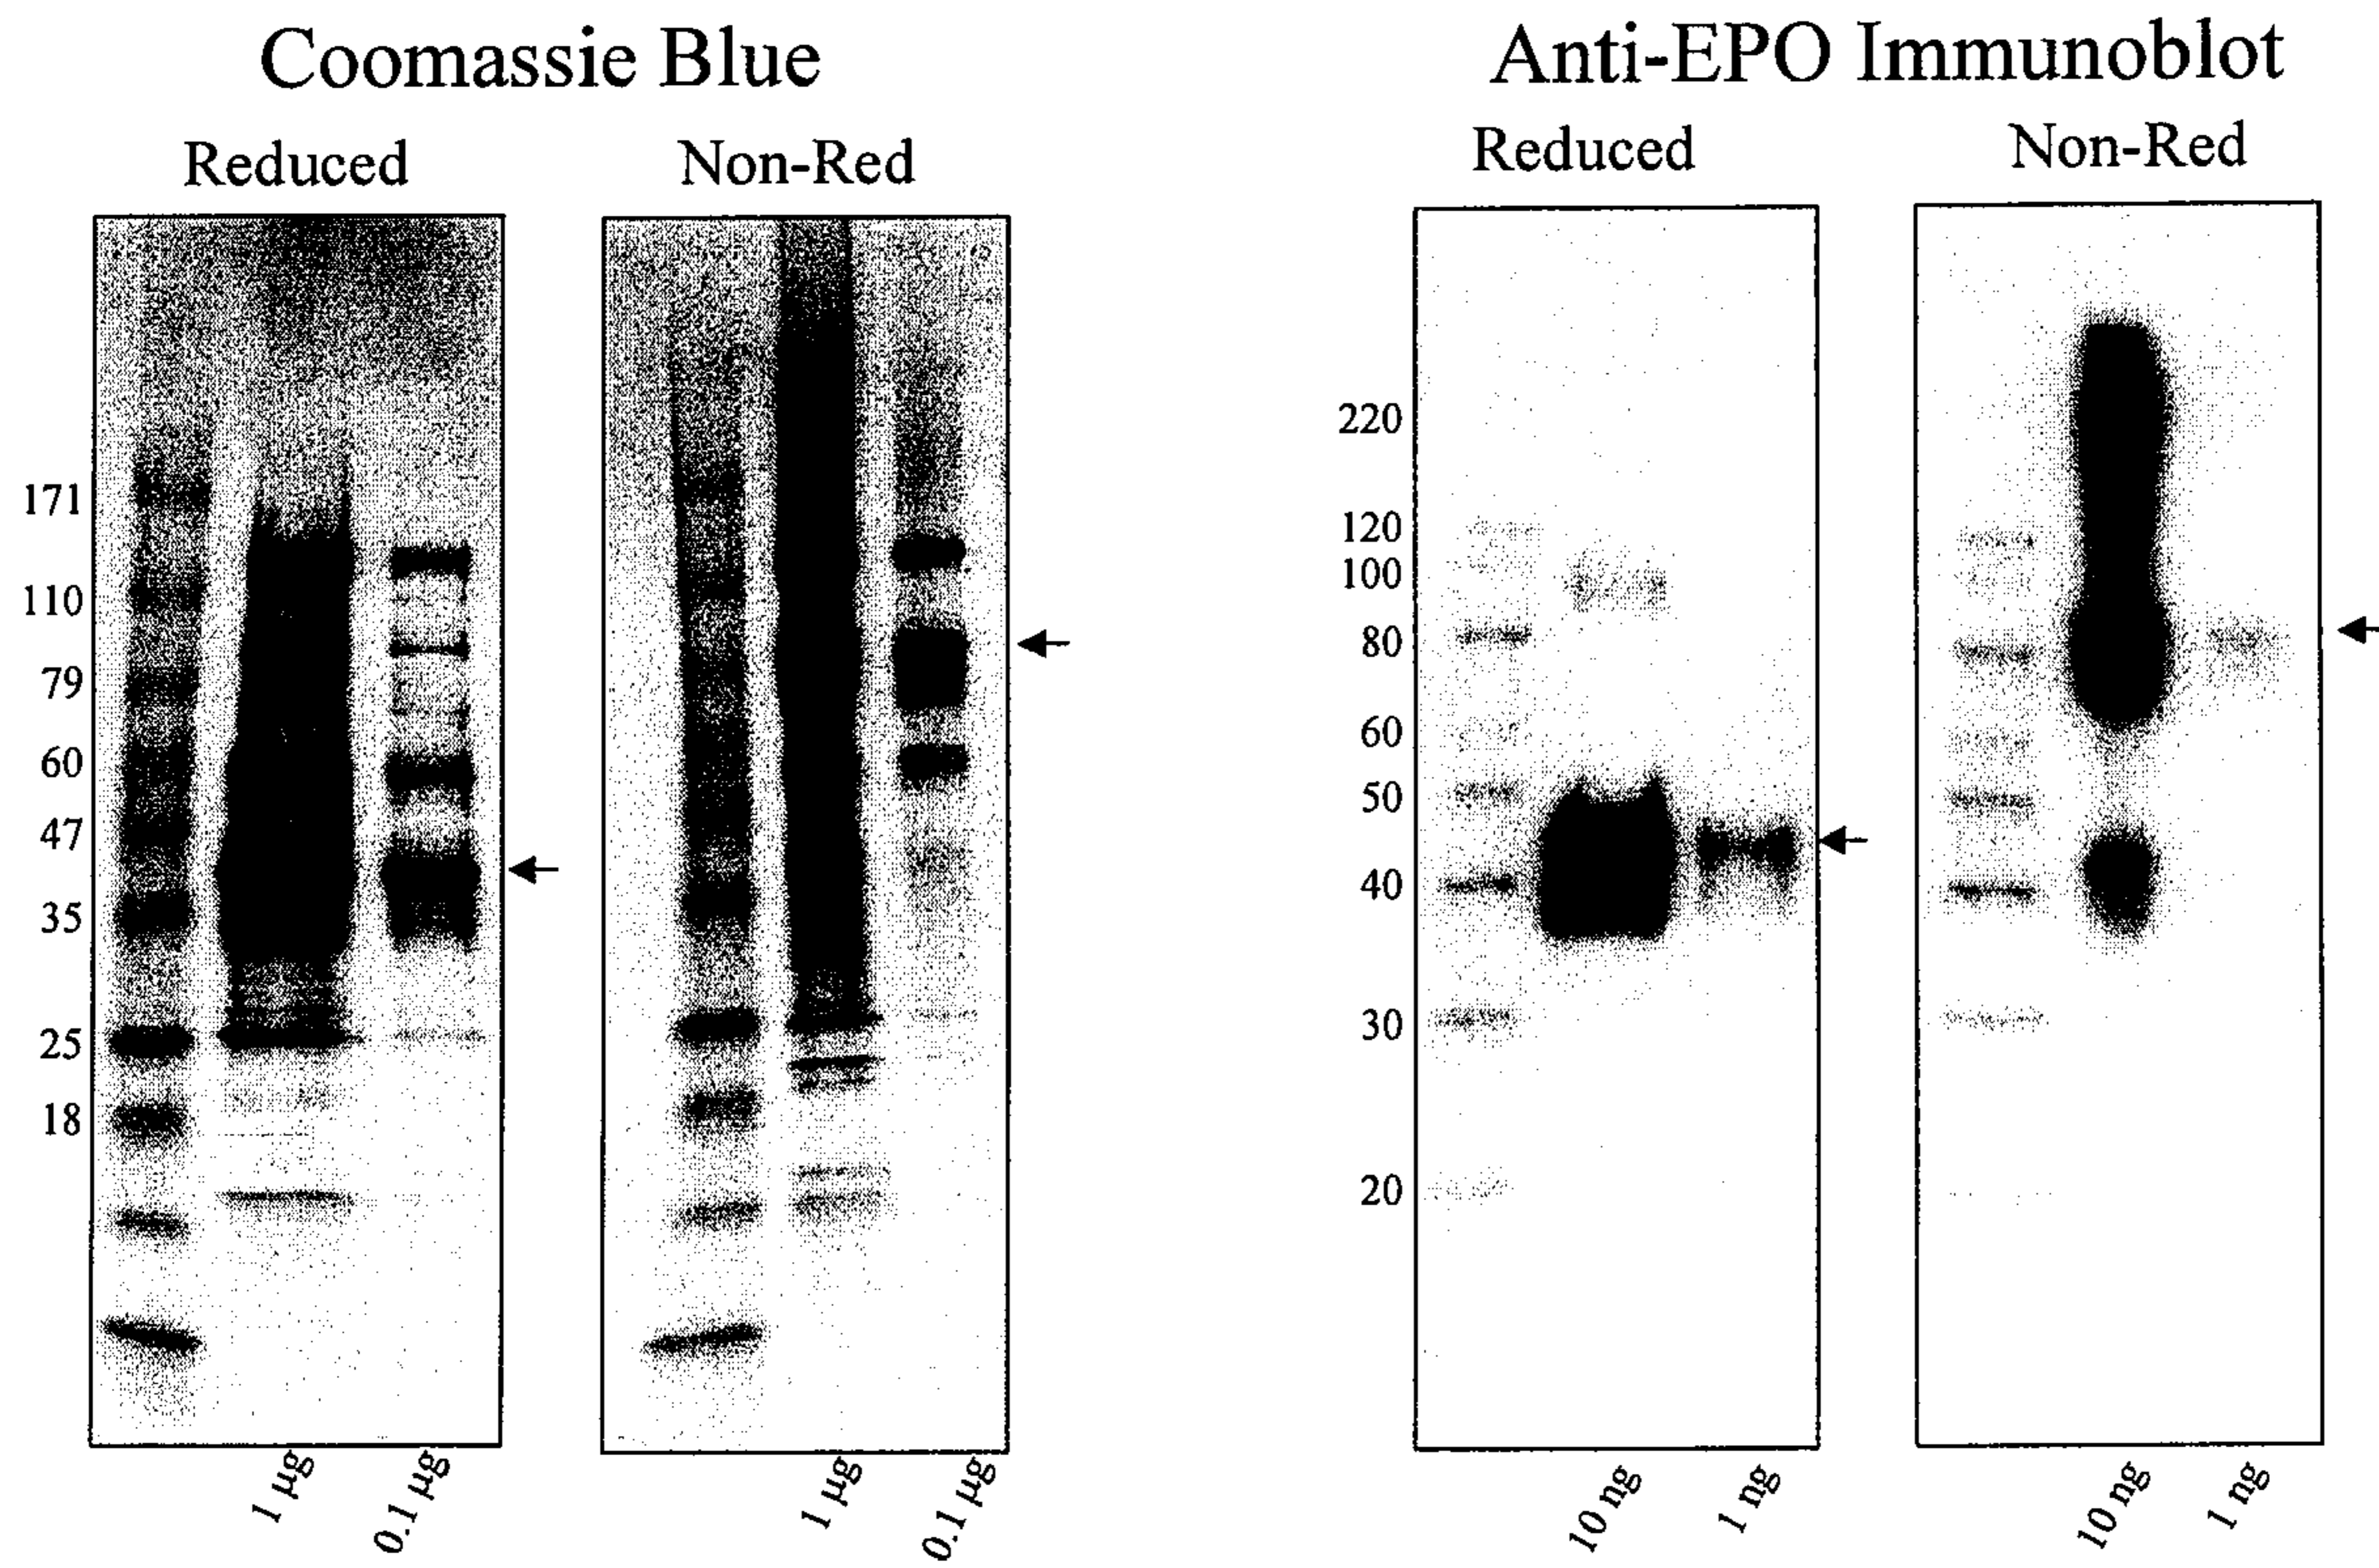 Coomassie Blue
Reduced
Non-Red
171
110
79
60
47
35
25
18
1 µg
0.1 µg
1 µg
0.1 µg
Anti-EPO Immunoblot
Reduced
Non-Red
220
120
100
80
60
50
40
30
20
10 ng
1 ng
10 ng
1 ng